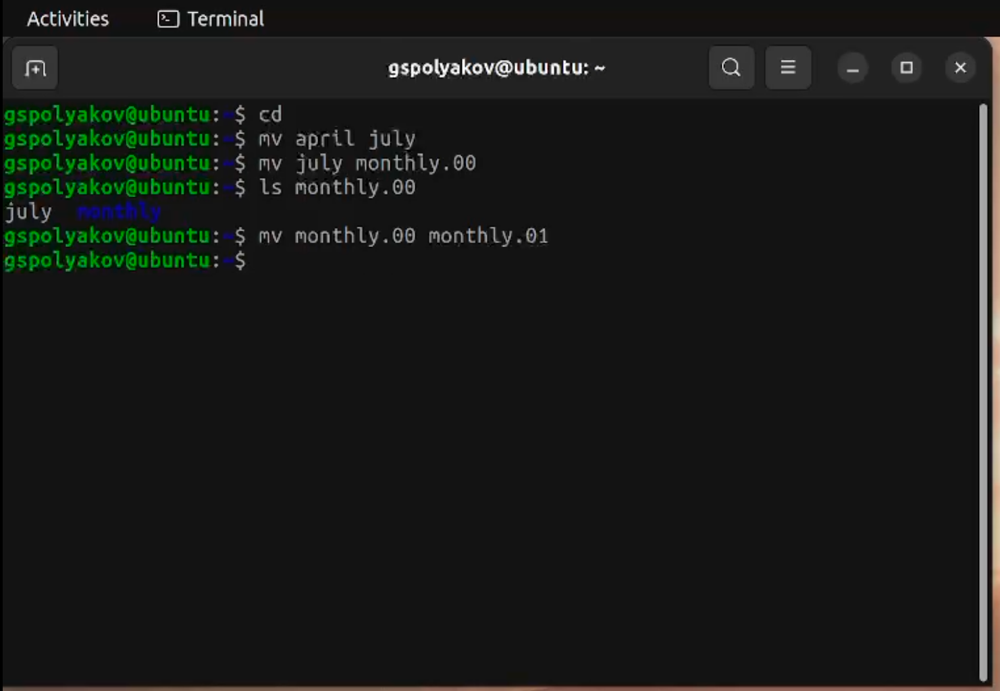 Activities Terminal
gspolyakov@ubuntu: ~
gspolyakov@ubuntu:~$ cd
gspolyakov@ubuntu:~$ mv april july
gspolyakov@ubuntu:~$ mv july monthly.00
gspolyakov@ubuntu:~$ ls monthly.00
july monthly
gspolyakov@ubuntu:~$ mv monthly.00 monthly.01
gspolyakov@ubuntu:~$